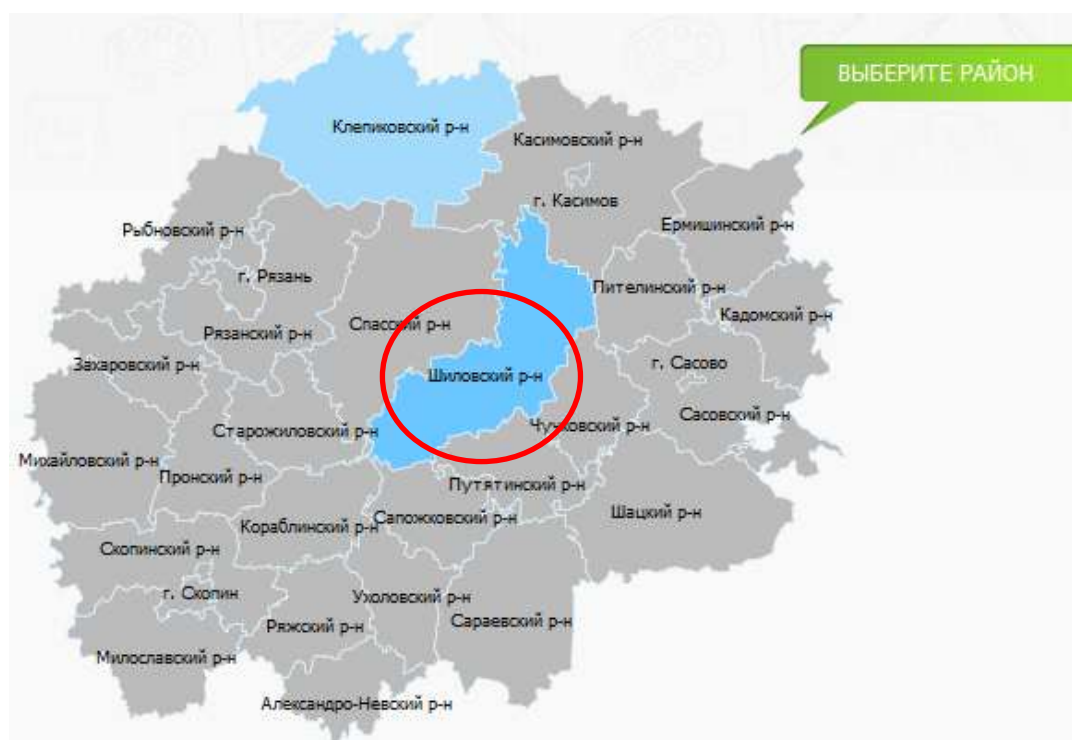 ВЫБЕРИТЕ РАЙОН
Клепиковский р-н
Касимовский р-н
г. Касимов
Ермишинский р-н
Рыбновский р-н
г. Рязань
Пителинский р-н
Кадомский р-н
Спасский р-н
Рязанский р-н
Захаровский р-н
г. Сасово
Шиловский р-н
Сасовский р-н
Чучковский р-н
Старожиловский р-н
Михайловский р-н
Пронский р-н
Путятинский р-н
Шацкий р-н
Сапожковский р-н
Кораблинский р-н
Скопинский р-н
г. Скопин
Ухоловский р-н
Сараевский р-н
Ряжский р-н
Милославский р-н
Александро-Невский р-н